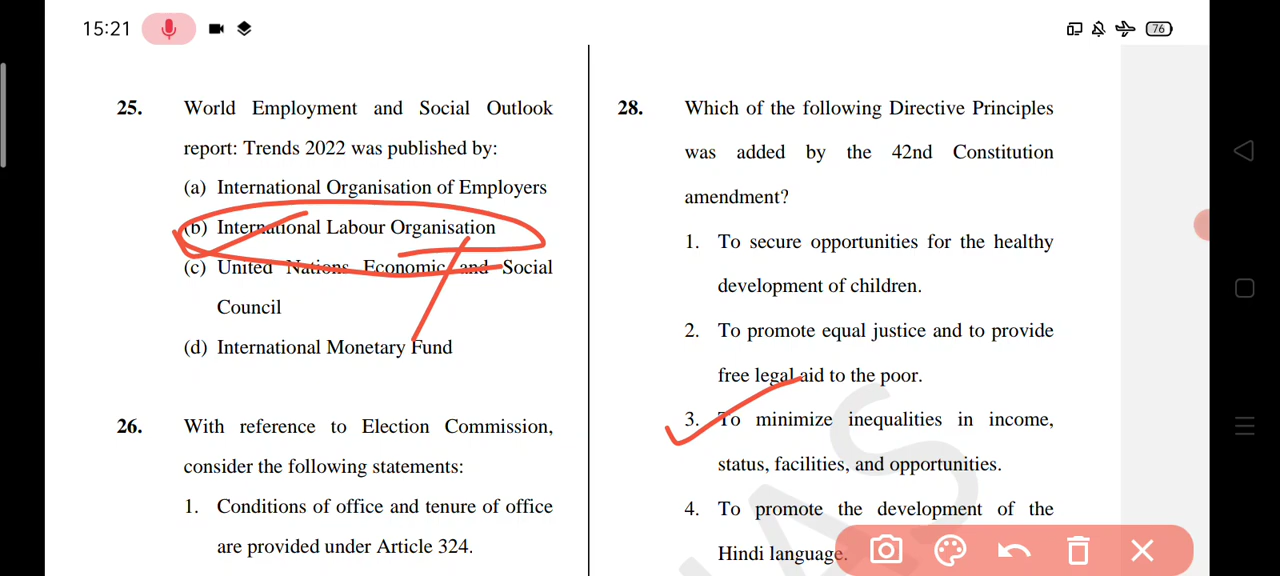 15:21
76
25. World Employment and Social Outlook
report: Trends 2022 was published by:
(a) International Organisation of Employers
(b) International Labour Organisation
(c) United Nations Economic and Social
Council
(d) International Monetary Fund
26. With reference to Election Commission,
consider the following statements:
1. Conditions of office and tenure of office
are provided under Article 324.
28. Which of the following Directive Principles
was added by the 42nd Constitution
amendment?
1. To secure opportunities for the healthy
development of children.
2. To promote equal justice and to provide
free legal aid to the poor.
3. To minimize inequalities in income,
status, facilities, and opportunities.
4. To promote the development of the
Hindi language.